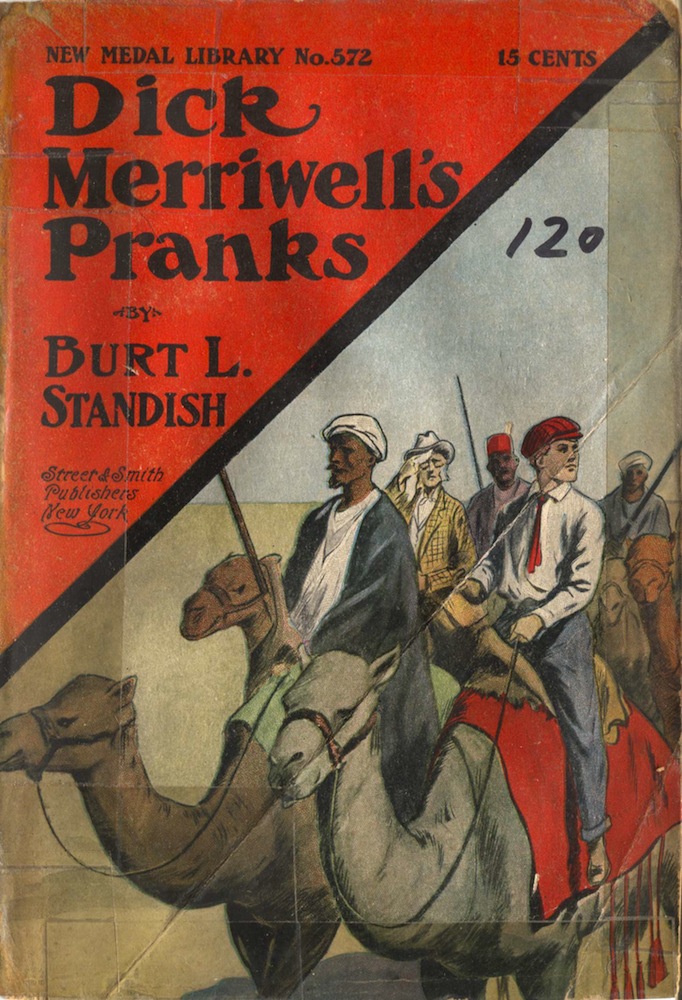 NEW MEDAL LIBRARY No. 572
15 CENTS
Dick
Merriwell's
Pranks
BY
BURT L.
STANDISH
Street & Smith
Publishers
New York
120